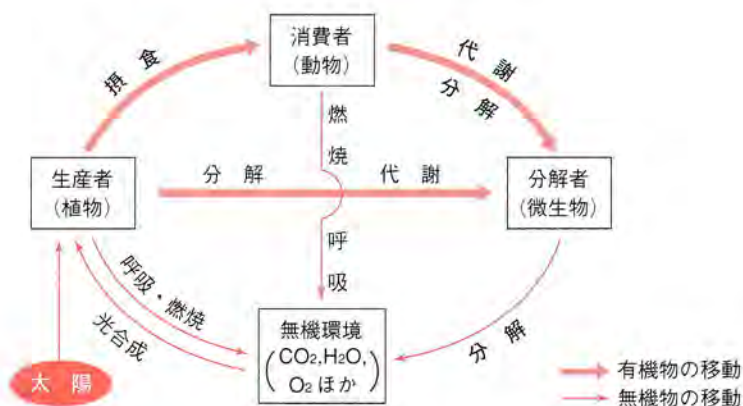 消費者
(動物)
摂食
代謝
分解
燃焼
呼吸
生産者
(植物)
分解 代謝
分解者
(微生物)
呼吸・燃焼
光合成
無機環境
(CO2,H2O,
O2ほか)
分解
太陽
有機物の移動
無機物の移動